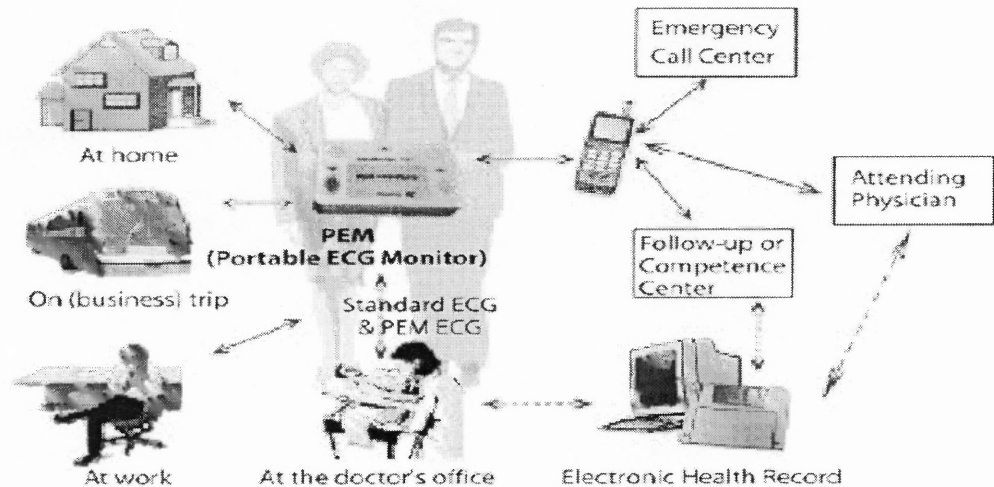 Emergency
Call Center
At home
Attending
Physician
PEM
(Portable ECG Monitor)
Follow-up or
Competence
Center
On (business) trip
Standard ECG
& PEM ECG
At work
At the doctor's office
Electronic Health Record